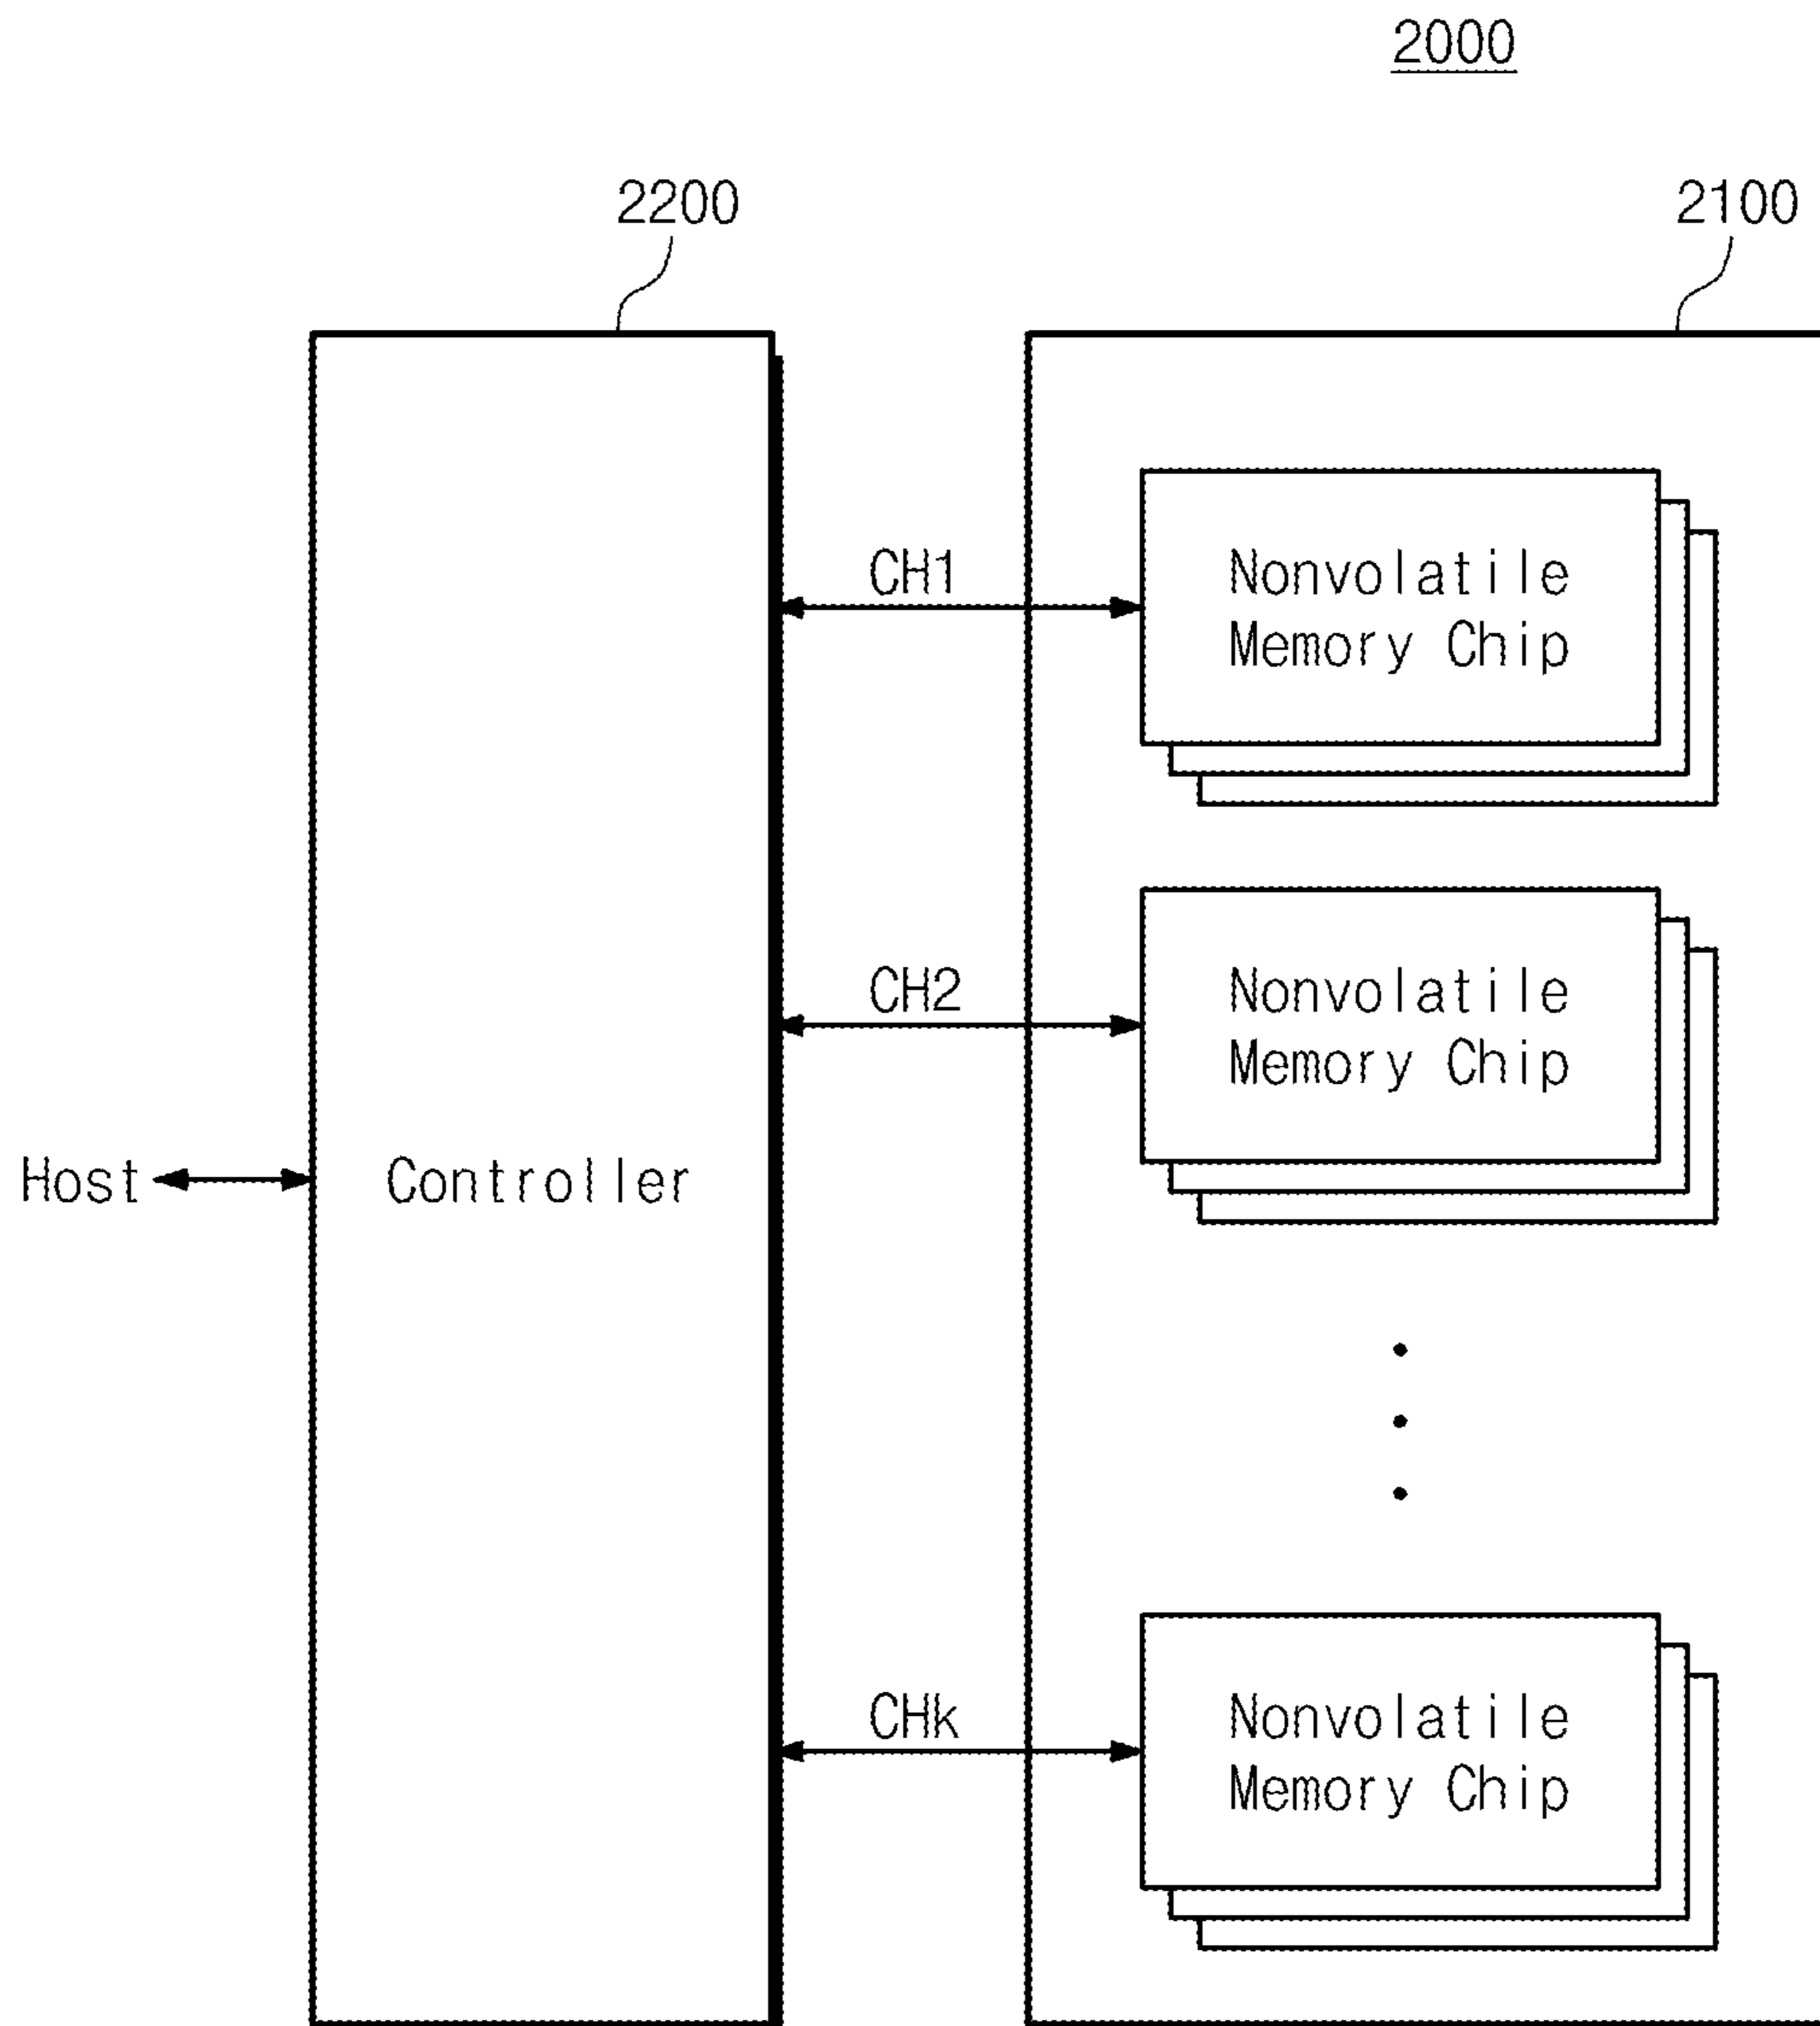 2000
2200
2100
CH1
Nonvolatile
Memory Chip
CH2
Nonvolatile
Memory Chip
Host
Controller
CHk
Nonvolatile
Memory Chip